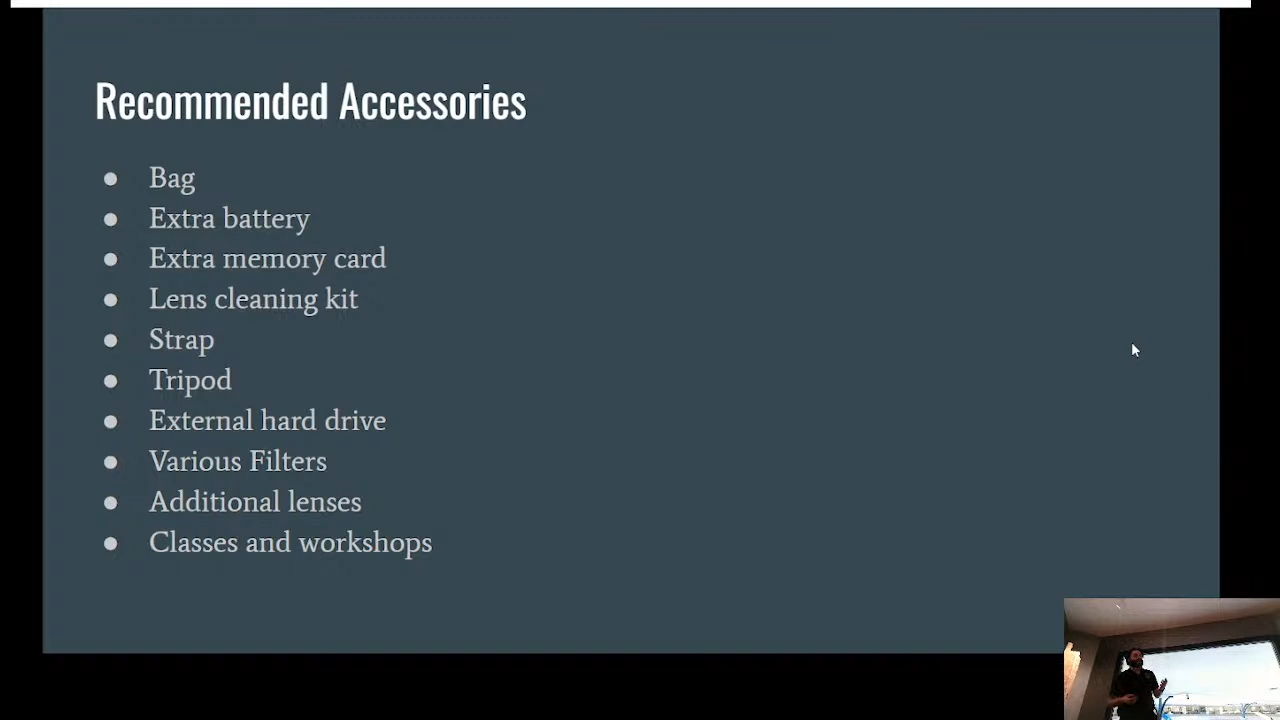 Recommended Accessories
● Bag
● Extra battery
● Extra memory card
● Lens cleaning kit
● Strap
● Tripod
● External hard drive
● Various Filters
● Additional lenses
● Classes and workshops